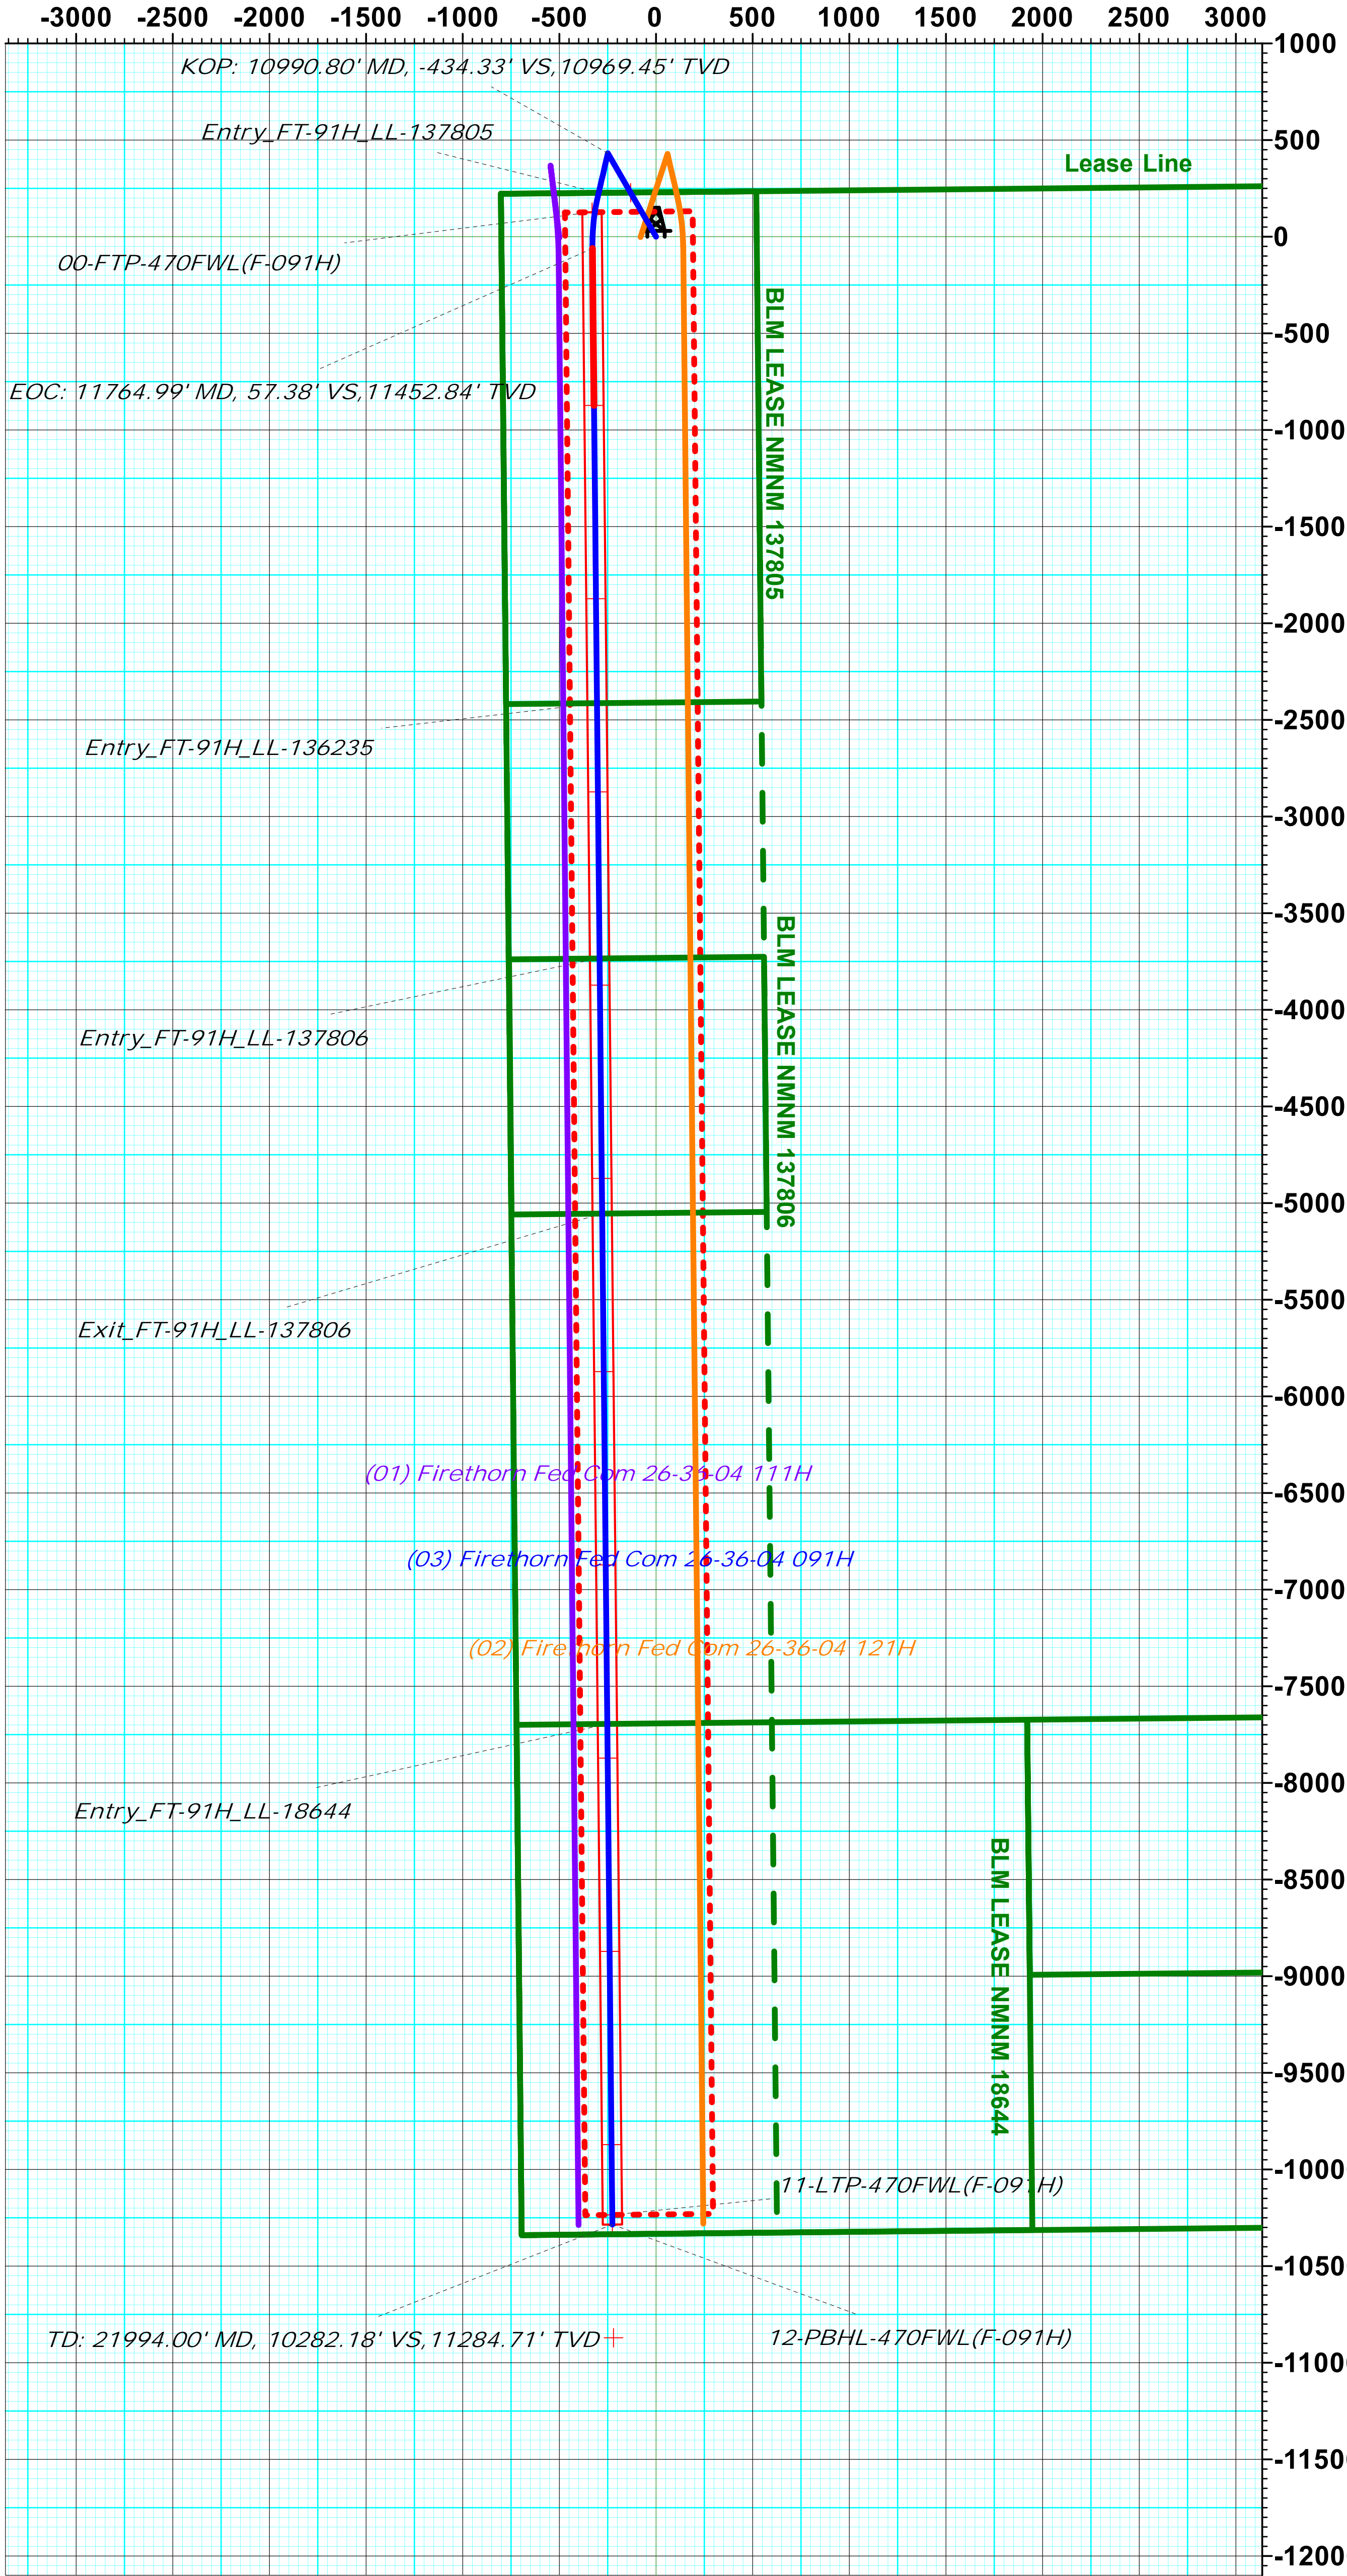 -3000 -2500 -2000 -1500 -1000 -500 0 500 1000 1500 2000 2500 3000
1000
KOP: 10990.80' MD, -434.33' VS,10969.45' TVD
Entry_FT-91H_LL-137805
500
Lease Line
0
00-FTP-470FWL(F-091H)
BLM LEASE NMNM 137805
-500
EOC: 11764.99' MD, 57.38' VS,11452.84' TVD
-1000
-1500
-2000
-2500
Entry_FT-91H_LL-136235
-3000
-3500
BLM LEASE NMNM 137806
-4000
Entry_FT-91H_LL-137806
-4500
-5000
-5500
Exit_FT-91H_LL-137806
-6000
(01) Firethorn Fed Com 26-36-04 111H
-6500
(03) Firethorn Fed Com 26-36-04 091H
-7000
(02) Firethorn Fed Com 26-36-04 121H
-7500
-8000
Entry_FT-91H_LL-18644
BLM LEASE NMNM 18644
-8500
-9000
-9500
-1000
11-LTP-470FWL(F-091H)
-1050
TD: 21994.00' MD, 10282.18' VS,11284.71' TVD
12-PBHL-470FWL(F-091H)
-1100
-1150
-1200